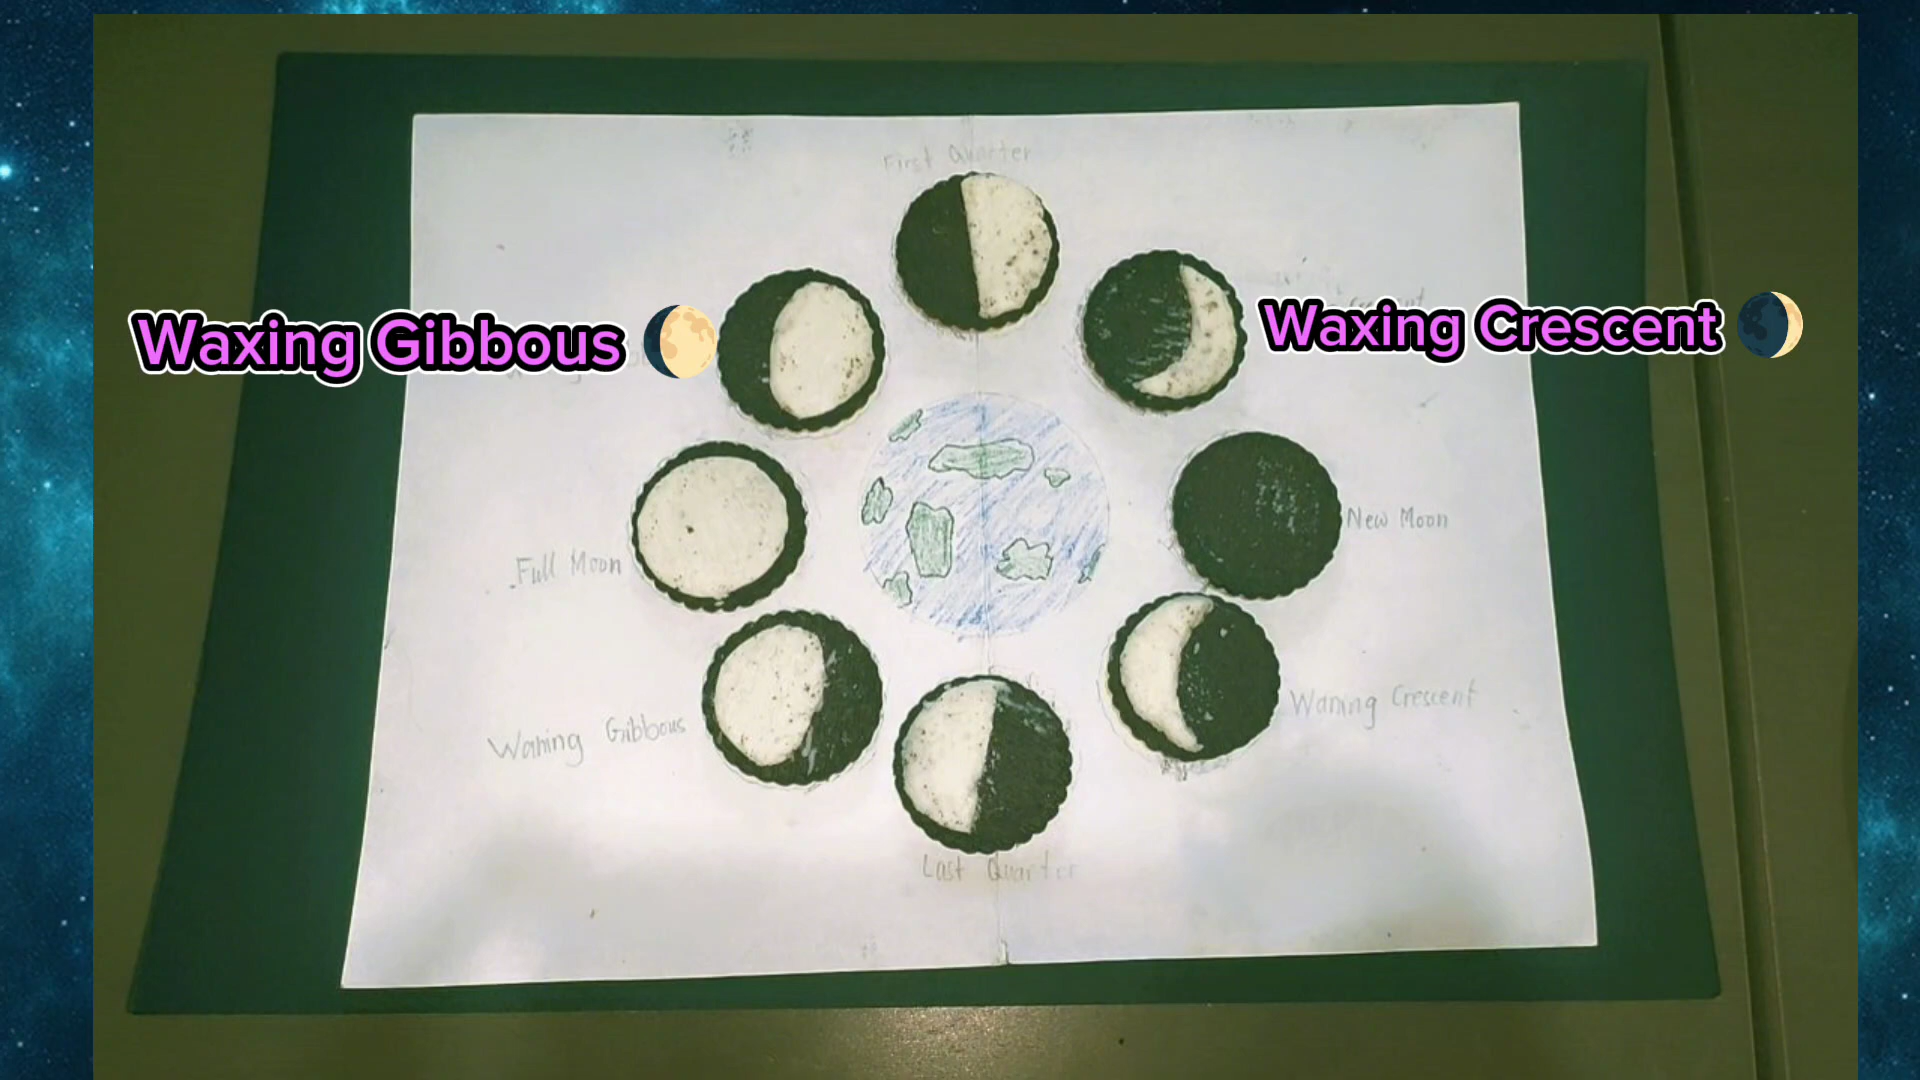 First Quarter
Waxing Gibbous
Waxing Crescent
New Moon
Full Moon
Waning Crescent
Waning Gibbous
Last Quarter